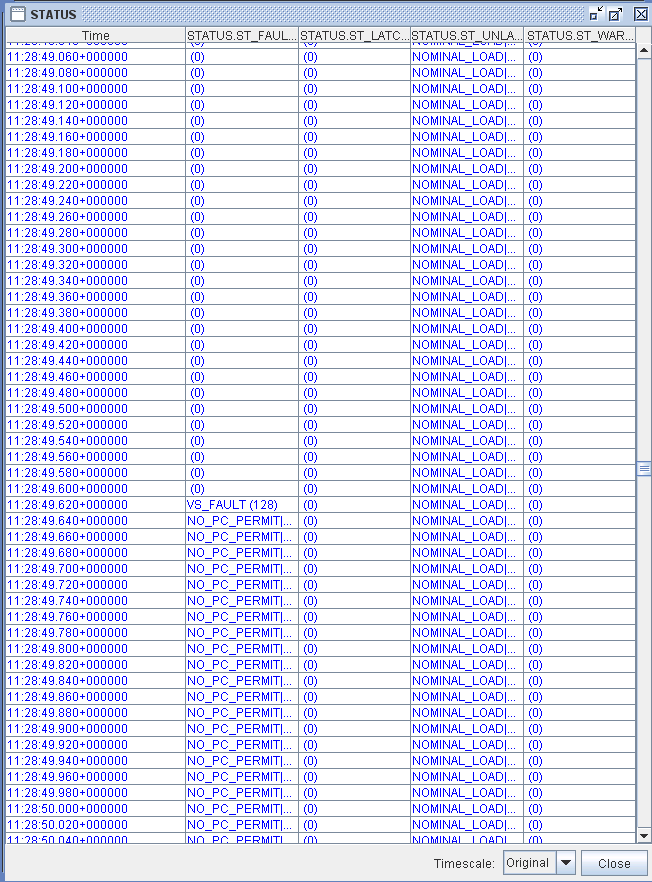 STATUS
Time STATUS.ST_FAUL... STATUS.ST_LATC... STATUS.ST_UNLA... STATUS.ST_WAR...
11:28:49.060+000000 (0) (0) NOMINAL_LOAD|... (0)
11:28:49.080+000000 (0) (0) NOMINAL_LOAD|... (0)
11:28:49.100+000000 (0) (0) NOMINAL_LOAD|... (0)
11:28:49.120+000000 (0) (0) NOMINAL_LOAD|... (0)
11:28:49.140+000000 (0) (0) NOMINAL_LOAD|... (0)
11:28:49.160+000000 (0) (0) NOMINAL_LOAD|... (0)
11:28:49.180+000000 (0) (0) NOMINAL_LOAD|... (0)
11:28:49.200+000000 (0) (0) NOMINAL_LOAD|... (0)
11:28:49.220+000000 (0) (0) NOMINAL_LOAD|... (0)
11:28:49.240+000000 (0) (0) NOMINAL_LOAD|... (0)
11:28:49.260+000000 (0) (0) NOMINAL_LOAD|... (0)
11:28:49.280+000000 (0) (0) NOMINAL_LOAD|... (0)
11:28:49.300+000000 (0) (0) NOMINAL_LOAD|... (0)
11:28:49.320+000000 (0) (0) NOMINAL_LOAD|... (0)
11:28:49.340+000000 (0) (0) NOMINAL_LOAD|... (0)
11:28:49.360+000000 (0) (0) NOMINAL_LOAD|... (0)
11:28:49.380+000000 (0) (0) NOMINAL_LOAD|... (0)
11:28:49.400+000000 (0) (0) NOMINAL_LOAD|... (0)
11:28:49.420+000000 (0) (0) NOMINAL_LOAD|... (0)
11:28:49.440+000000 (0) (0) NOMINAL_LOAD|... (0)
11:28:49.460+000000 (0) (0) NOMINAL_LOAD|... (0)
11:28:49.480+000000 (0) (0) NOMINAL_LOAD|... (0)
11:28:49.500+000000 (0) (0) NOMINAL_LOAD|... (0)
11:28:49.520+000000 (0) (0) NOMINAL_LOAD|... (0)
11:28:49.540+000000 (0) (0) NOMINAL_LOAD|... (0)
11:28:49.560+000000 (0) (0) NOMINAL_LOAD|... (0)
11:28:49.580+000000 (0) (0) NOMINAL_LOAD|... (0)
11:28:49.600+000000 (0) (0) NOMINAL_LOAD|... (0)
11:28:49.620+000000 VS_FAULT (128) (0) NOMINAL_LOAD|... (0)
11:28:49.640+000000 NO_PC_PERMIT|... (0) NOMINAL_LOAD|... (0)
11:28:49.660+000000 NO_PC_PERMIT|... (0) NOMINAL_LOAD|... (0)
11:28:49.680+000000 NO_PC_PERMIT|... (0) NOMINAL_LOAD|... (0)
11:28:49.700+000000 NO_PC_PERMIT|... (0) NOMINAL_LOAD|... (0)
11:28:49.720+000000 NO_PC_PERMIT|... (0) NOMINAL_LOAD|... (0)
11:28:49.740+000000 NO_PC_PERMIT|... (0) NOMINAL_LOAD|... (0)
11:28:49.760+000000 NO_PC_PERMIT|... (0) NOMINAL_LOAD|... (0)
11:28:49.780+000000 NO_PC_PERMIT|... (0) NOMINAL_LOAD|... (0)
11:28:49.800+000000 NO_PC_PERMIT|... (0) NOMINAL_LOAD|... (0)
11:28:49.820+000000 NO_PC_PERMIT|... (0) NOMINAL_LOAD|... (0)
11:28:49.840+000000 NO_PC_PERMIT|... (0) NOMINAL_LOAD|... (0)
11:28:49.860+000000 NO_PC_PERMIT|... (0) NOMINAL_LOAD|... (0)
11:28:49.880+000000 NO_PC_PERMIT|... (0) NOMINAL_LOAD|... (0)
11:28:49.900+000000 NO_PC_PERMIT|... (0) NOMINAL_LOAD|... (0)
11:28:49.920+000000 NO_PC_PERMIT|... (0) NOMINAL_LOAD|... (0)
11:28:49.940+000000 NO_PC_PERMIT|... (0) NOMINAL_LOAD|... (0)
11:28:49.960+000000 NO_PC_PERMIT|... (0) NOMINAL_LOAD|... (0)
11:28:49.980+000000 NO_PC_PERMIT|... (0) NOMINAL_LOAD|... (0)
11:28:50.000+000000 NO_PC_PERMIT|... (0) NOMINAL_LOAD|... (0)
11:28:50.020+000000 NO_PC_PERMIT|... (0) NOMINAL_LOAD|... (0)
11:28:50.040+000000 NO_PC_PERMIT|... (0) NOMINAL_LOAD|... (0)
Timescale: Original Close